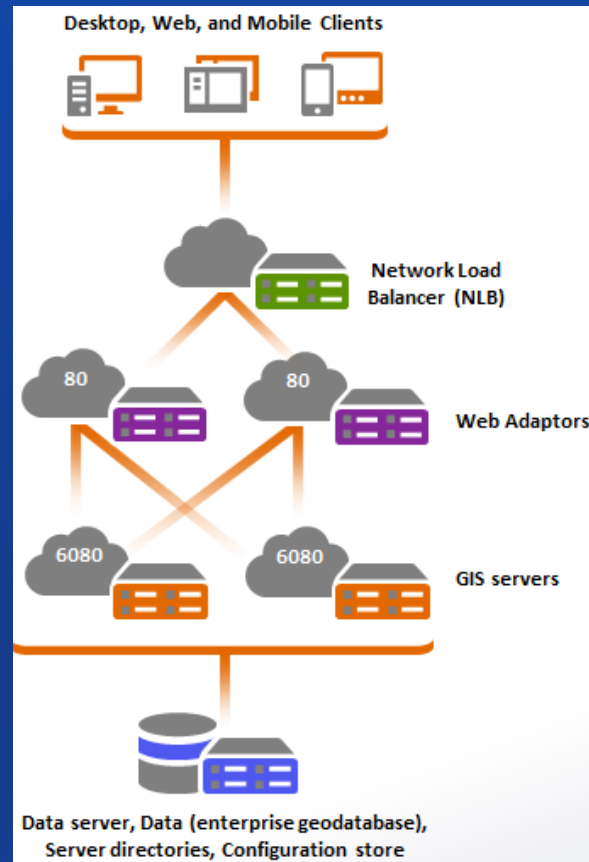 Desktop, Web, and Mobile Clients
Network Load
Balancer (NLB)
80
80
Web Adaptors
6080
6080
GIS servers
Data server, Data (enterprise geodatabase),
Server directories, Configuration store